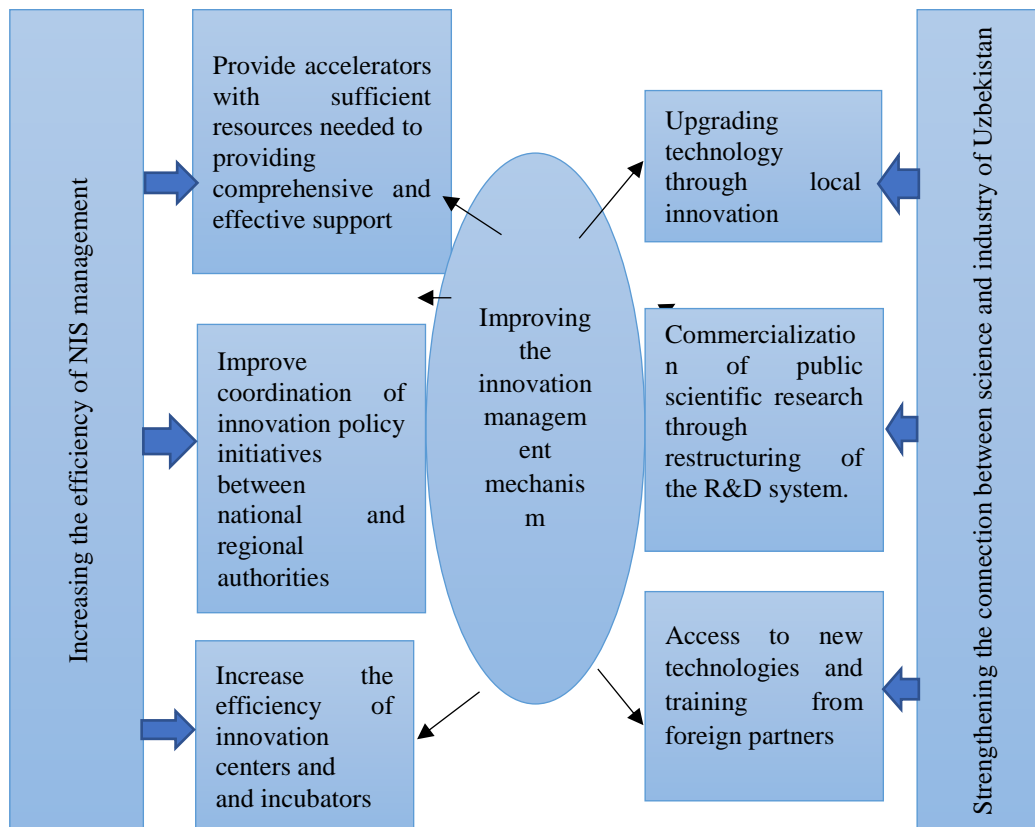 Increasing the efficiency of NIS management
Provide accelerators
with sufficient
resources needed to
providing
comprehensive and
effective support
Improve
coordination of
innovation policy
initiatives
between
national and
regional
authorities
Increase the
efficiency of
innovation
centers and
and incubators
Improving
the
innovation
managem
ent
mechanis
m
Upgrading
technology
through local
innovation
Commercializatio
n of public
scientific research
through
restructuring of
the R&D system.
Access to new
technologies and
training from
foreign partners
Strengthening the connection between science and industry of Uzbekistan